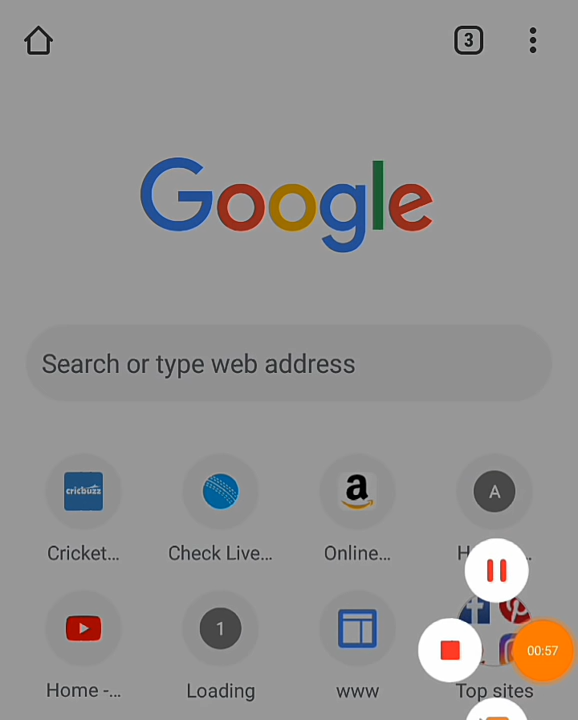 3
Google
Search or type web address
cricbuzz
a
A
Cricket...
Check Live...
Online...
1
00:57
Home -...
Loading
www
Top sites